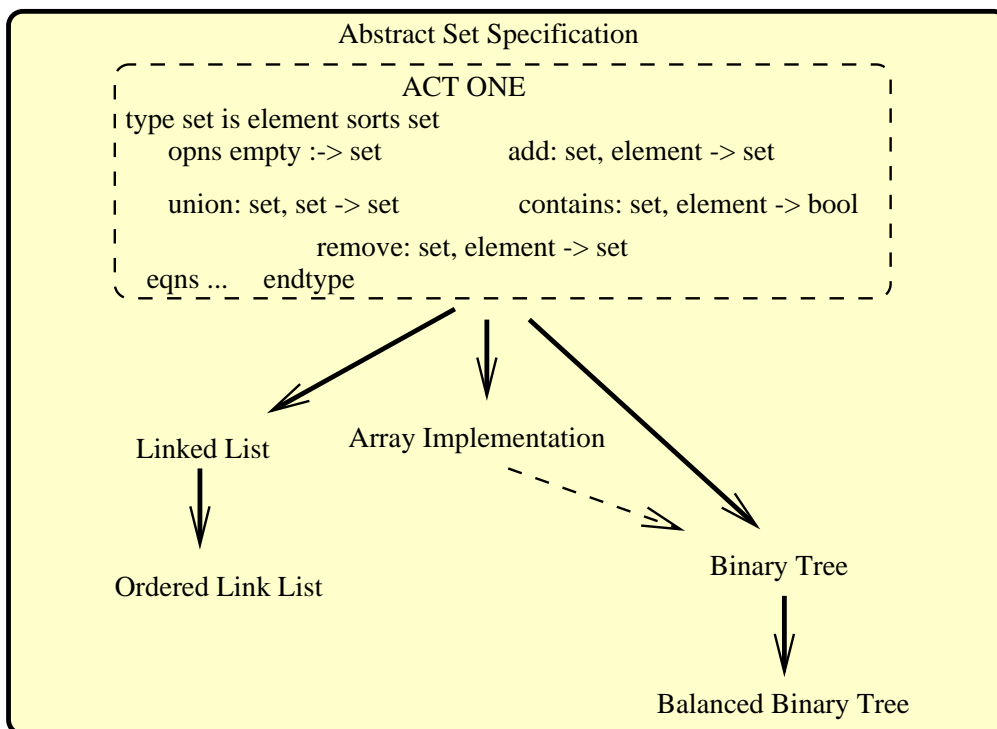 Abstract Set Specification
ACT ONE
type set is element sorts set
opns empty :-> set add: set, element -> set
union: set, set -> set contains: set, element -> bool
remove: set, element -> set
eqns ... endtype
Linked List
Array Implementation
Ordered Link List
Binary Tree
Balanced Binary Tree